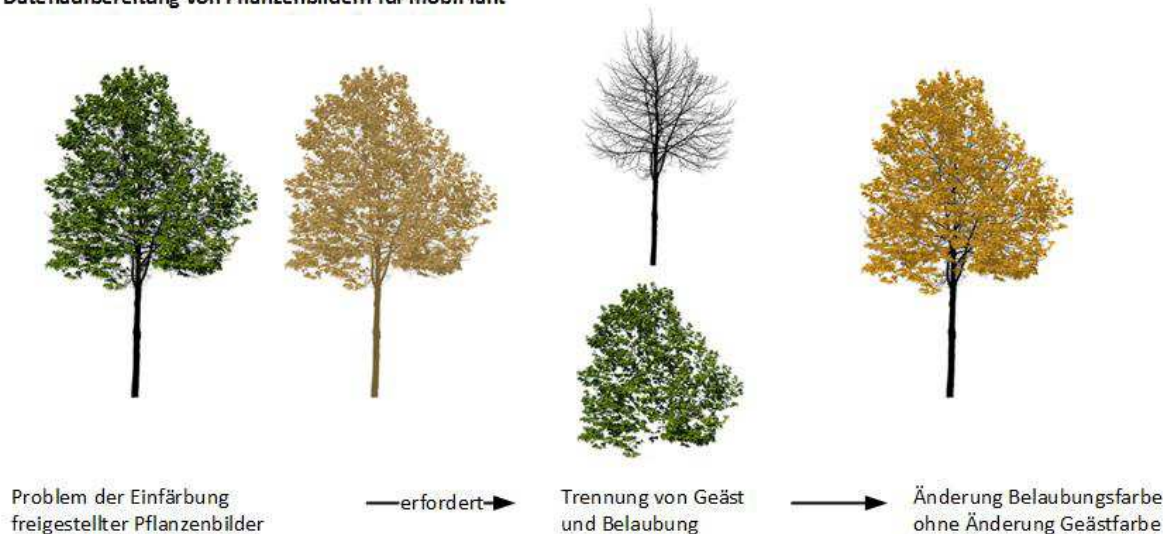 Datenaufbereitung von Pflanzenbildern für MobiPlant
Problem der Einfärbung
freigestellter Pflanzenbilder
erfordert
Trennung von Geäst
und Belaubung
Änderung Belaubungsfarbe
ohne Änderung Geästfarbe